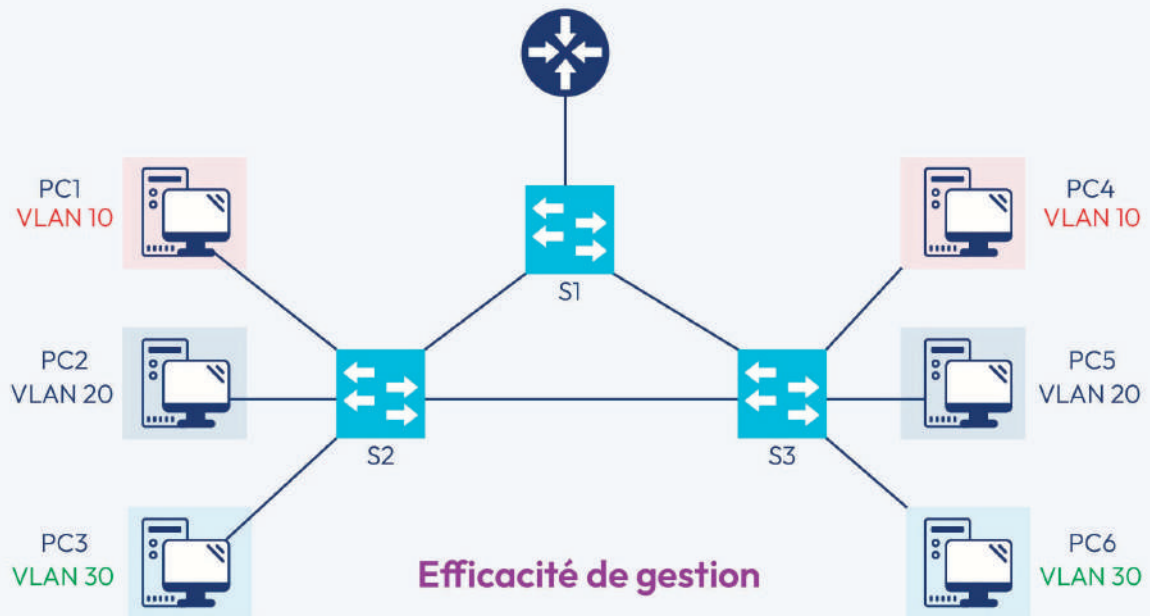 PC1
VLAN 10
PC4
VLAN 10
S1
PC2
VLAN 20
PC5
VLAN 20
S2
S3
PC3
VLAN 30
Efficacité de gestion
PC6
VLAN 30